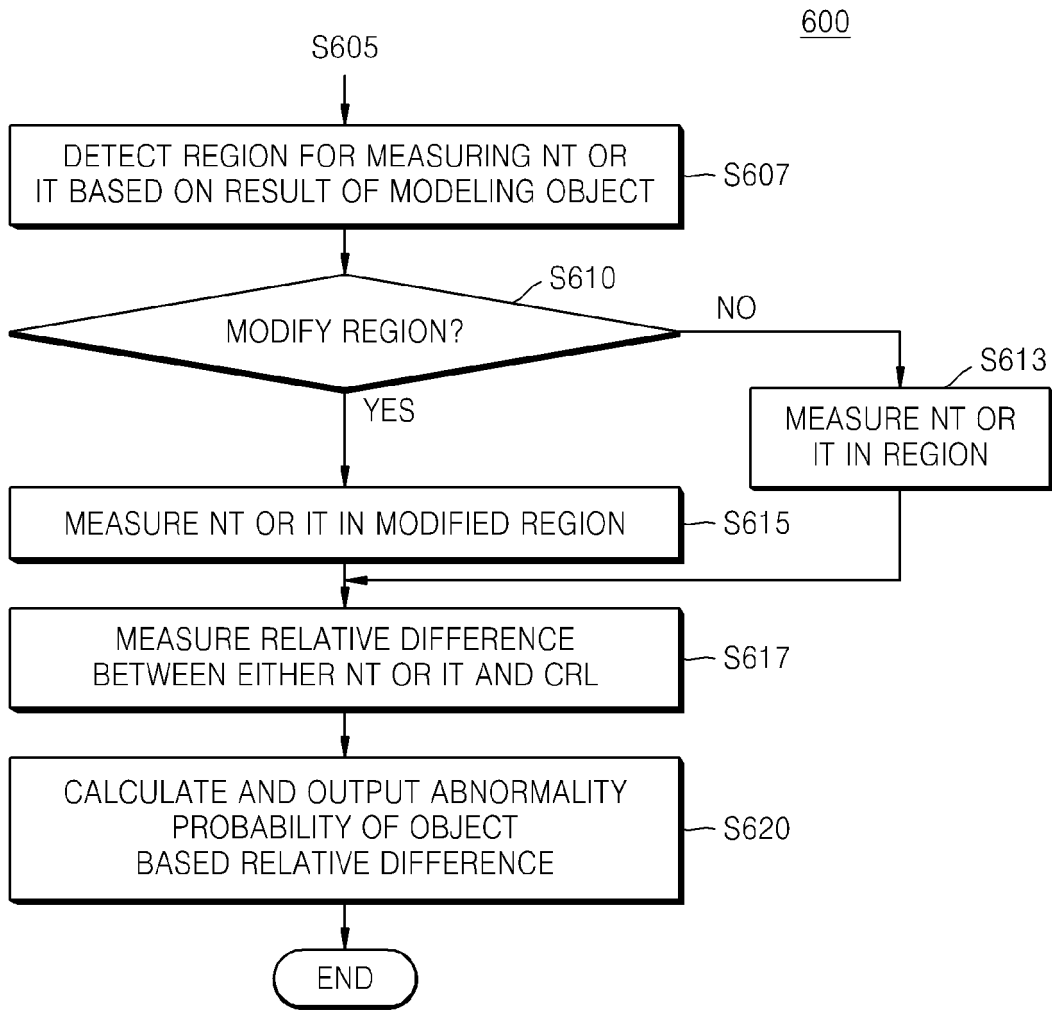 600
S605
DETECT REGION FOR MEASURING NT OR
IT BASED ON RESULT OF MODELING OBJECT
S607
S610
MODIFY REGION?
NO
YES
S613
MEASURE NT OR
IT IN REGION
MEASURE NT OR IT IN MODIFIED REGION
S615
MEASURE RELATIVE DIFFERENCE
BETWEEN EITHER NT OR IT AND CRL
S617
CALCULATE AND OUTPUT ABNORMALITY
PROBABILITY OF OBJECT
BASED RELATIVE DIFFERENCE
S620
END